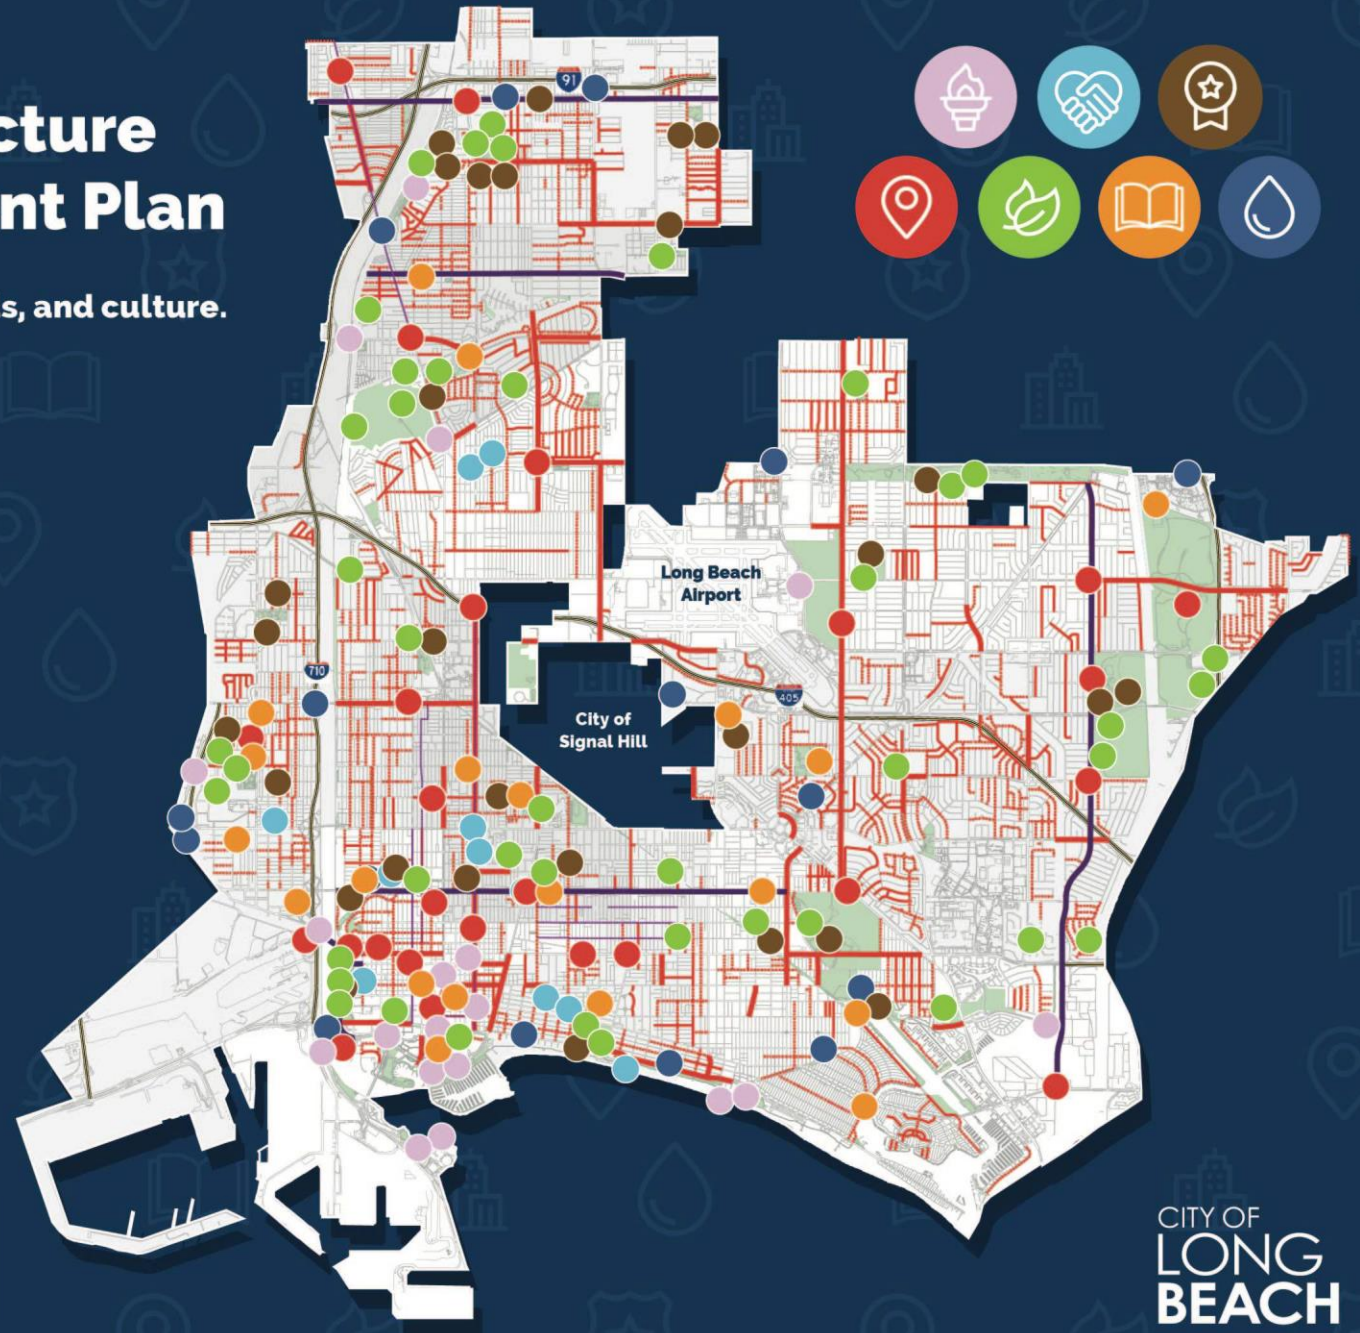 cture
nt Plan
s, and culture.
91
Long Beach
Airport
710
405
City of
Signal Hill
CITY OF
LONG
BEACH